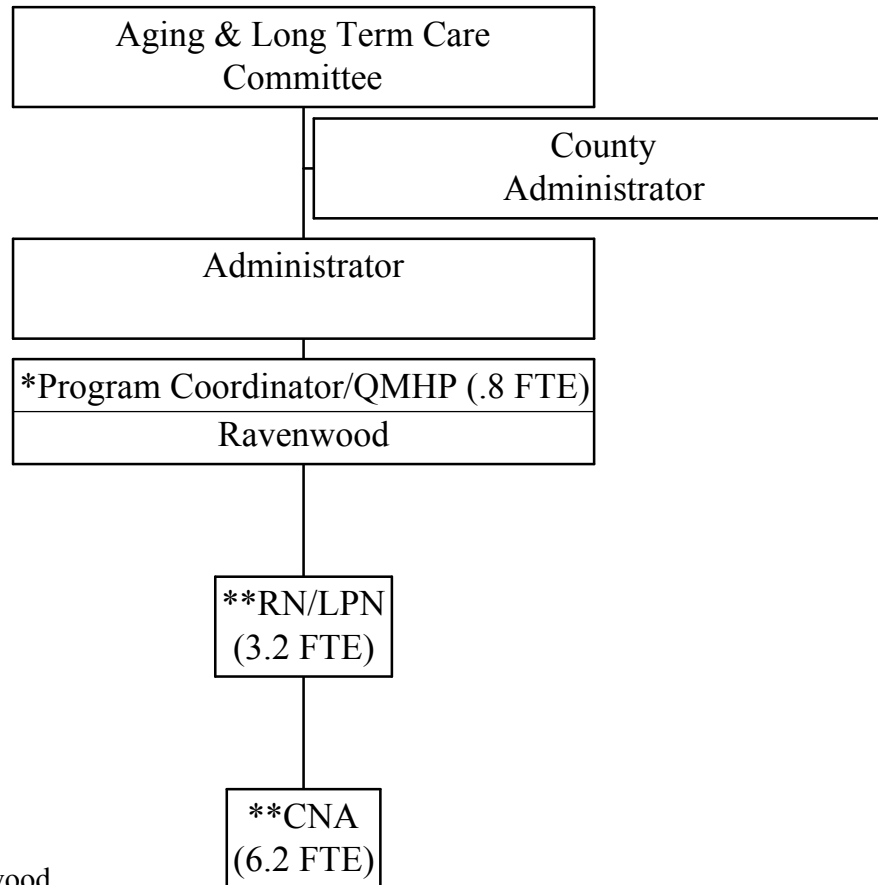 Aging & Long Term Care
Committee
County
Administrator
Administrator
*Program Coordinator/QMHP (.8 FTE)
Ravenwood
**RN/LPN
(3.2 FTE)
**CNA
(6.2 FTE)